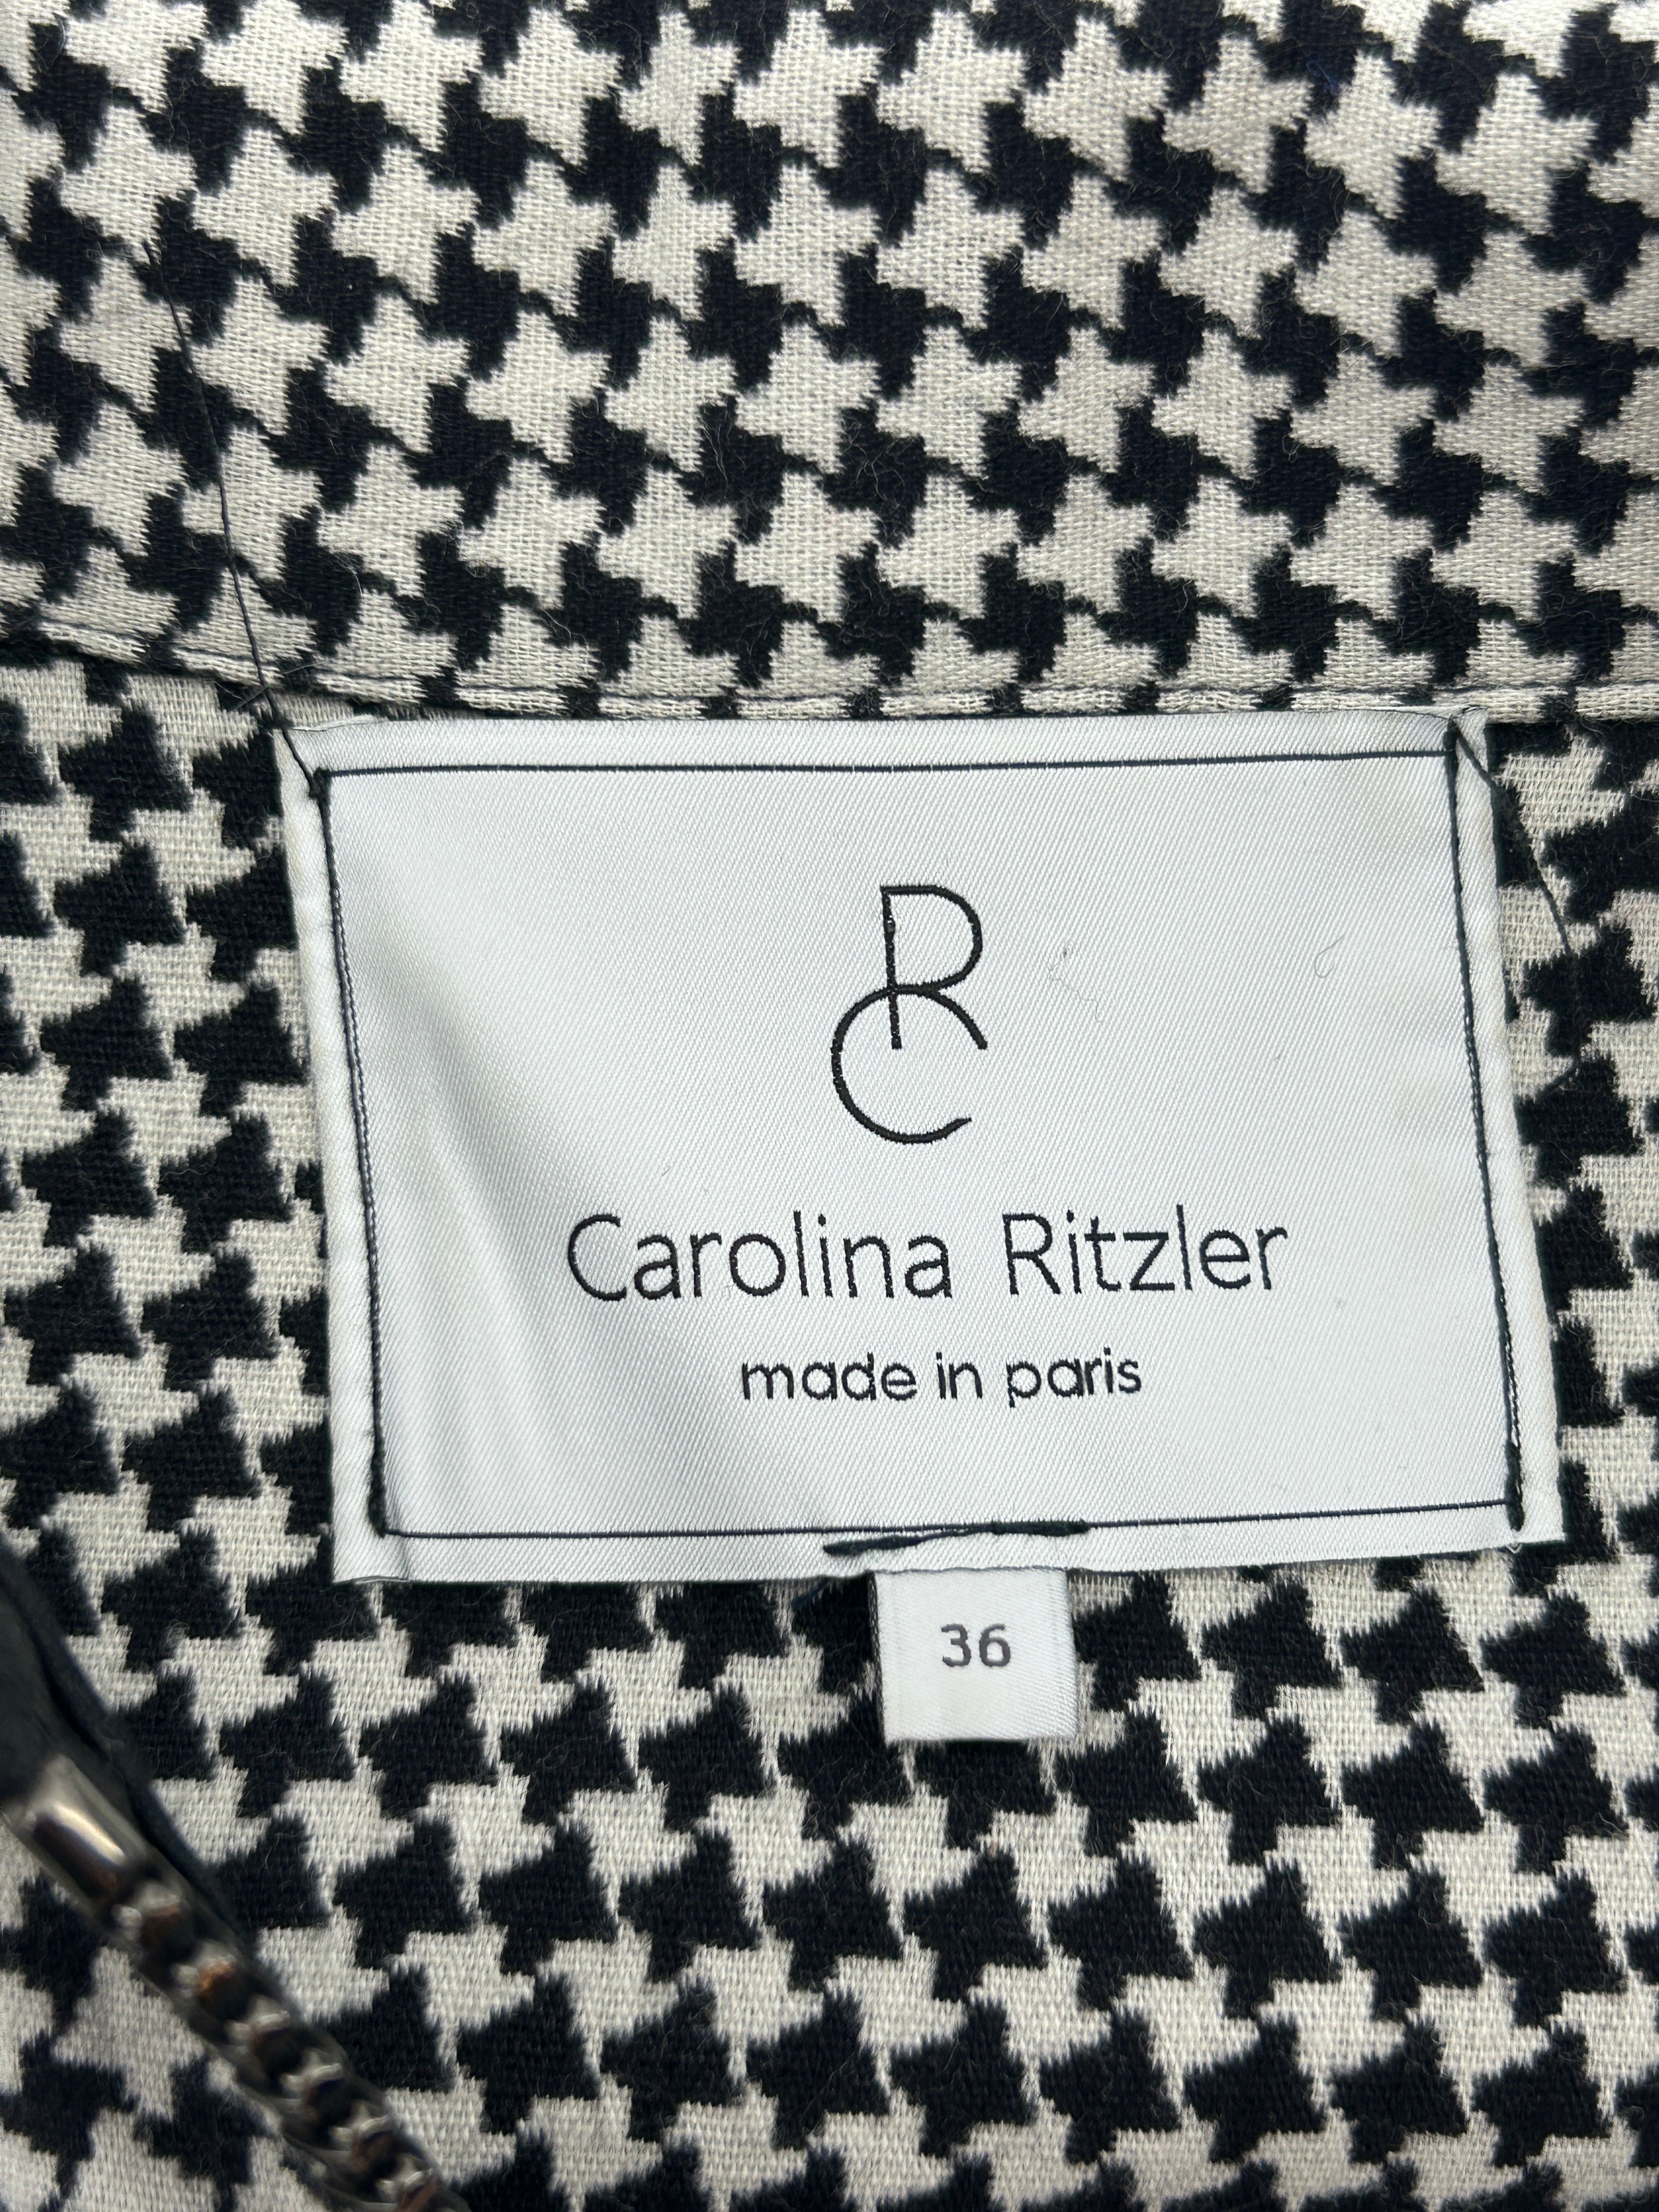 RC
Carolina Ritzler
made in paris
36